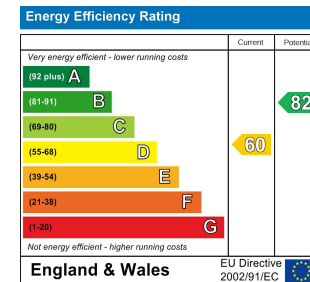 Energy Efficiency Rating
Current Potentia
Very energy efficient - lower running costs
(92 plus) A
(81-91) B
82
(69-80) C
(55-68) D
60
(39-54) E
(21-38) F
(1-20) G
Not energy efficient - higher running costs
England & Wales
EU Directive
2002/91/EC